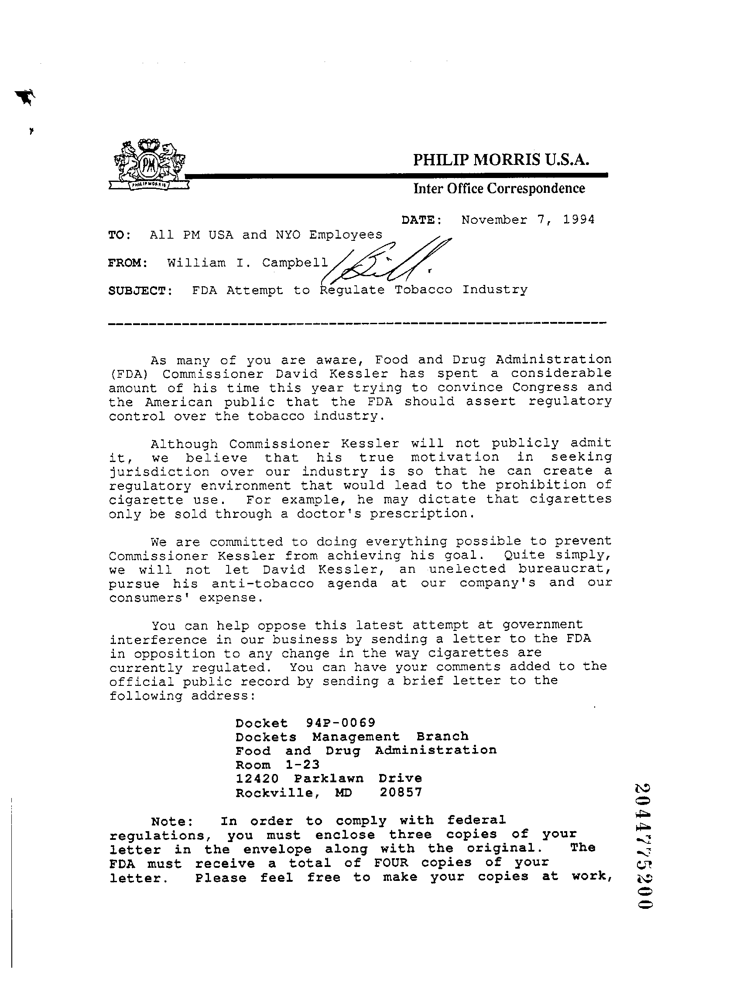 PHILIP MORRIS U.S.A.
PM
PHILIP MORRIS
Inter Office Correspondence
DATE: November 7, 1994
TO: All PM USA and NYO Employees
FROM: William I. Campbell Bill.
SUBJECT: FDA Attempt to Regulate Tobacco Industry
As many of you are aware, Food and Drug Administration
(FDA) Commissioner David Kessler has spent a considerable
amount of his time this year trying to convince Congress and
the American public that the FDA should assert regulatory
control over the tobacco industry.
Although Commissioner Kessler will not publicly admit
it, we believe that his true motivation in seeking
jurisdiction over our industry is so that he can create a
regulatory environment that would lead to the prohibition of
cigarette use. For example, he may dictate that cigarettes
only be sold through a doctor's prescription.
We are committed to doing everything possible to prevent
Commissioner Kessler from achieving his goal. Quite simply,
we will not let David Kessler, an unelected bureaucrat,
pursue his anti-tobacco agenda at our company's and our
consumers' expense.
You can help oppose this latest attempt at government
interference in our business by sending a letter to the FDA
in opposition to any change in the way cigarettes are
currently regulated. You can have your comments added to the
official public record by sending a brief letter to the
following address:
Docket 94P-0069
Dockets Management Branch
Food and Drug Administration
Room 1-23
12420 Parklawn Drive
Rockville, MD 20857
Note: In order to comply with federal
regulations, you must enclose three copies of your
letter in the envelope along with the original. The
FDA must receive a total of FOUR copies of your
letter. Please feel free to make your copies at work,
2044775200